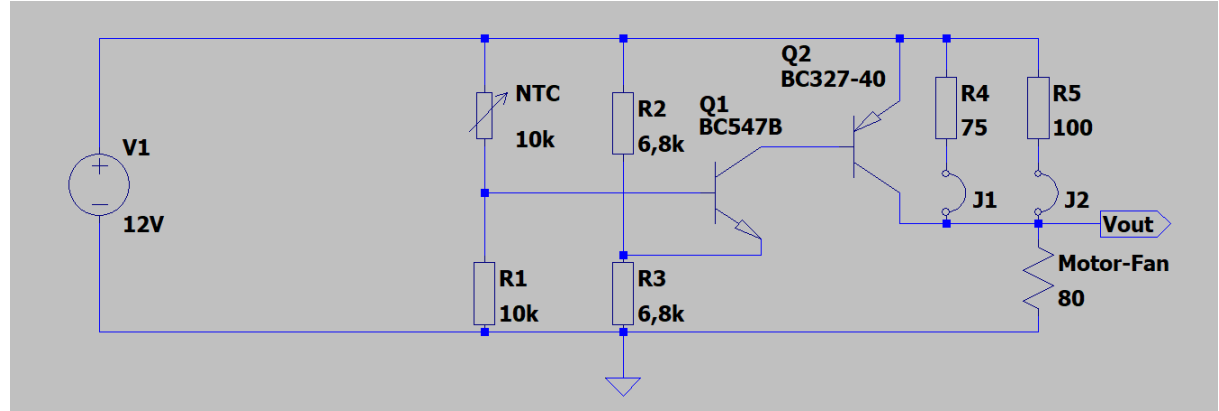 V1
12V
NTC
10k
R1
10k
R2
6,8k
R3
6,8k
Q1
BC547B
Q2
BC327-40
R4
75
J1
R5
100
J2
Vout
Motor-Fan
80